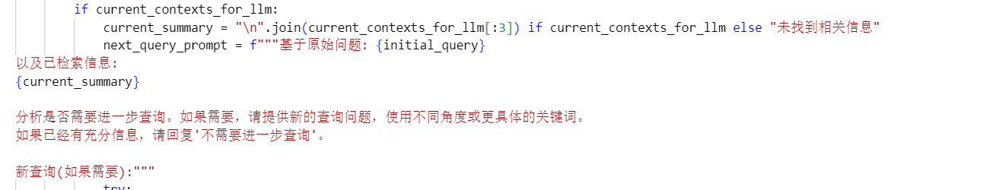 if current_contexts_for_llm:
current_summary = "\n".join(current_contexts_for_llm[:3]) if current_contexts_for_llm else "未找到相关信息"
next_query_prompt = f"""基于原始问题: {initial_query}
以及已检索信息:
{current_summary}
分析是否需要进一步查询。如果需要，请提供新的查询问题，使用不同角度或更具体的关键词。
如果已经有充分信息，请回复'不需要进一步查询'。
新查询(如果需要):"""
try: